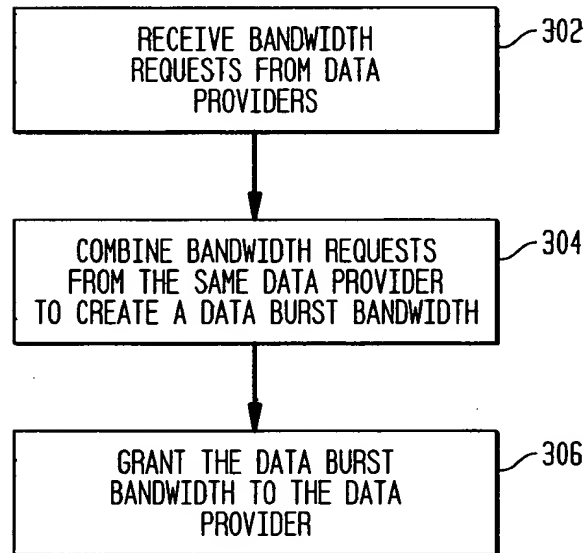 RECEIVE BANDWIDTH
REQUESTS FROM DATA
PROVIDERS
302
COMBINE BANDWIDTH REQUESTS
FROM THE SAME DATA PROVIDER
TO CREATE A DATA BURST BANDWIDTH
304
GRANT THE DATA BURST
BANDWIDTH TO THE DATA
PROVIDER
306